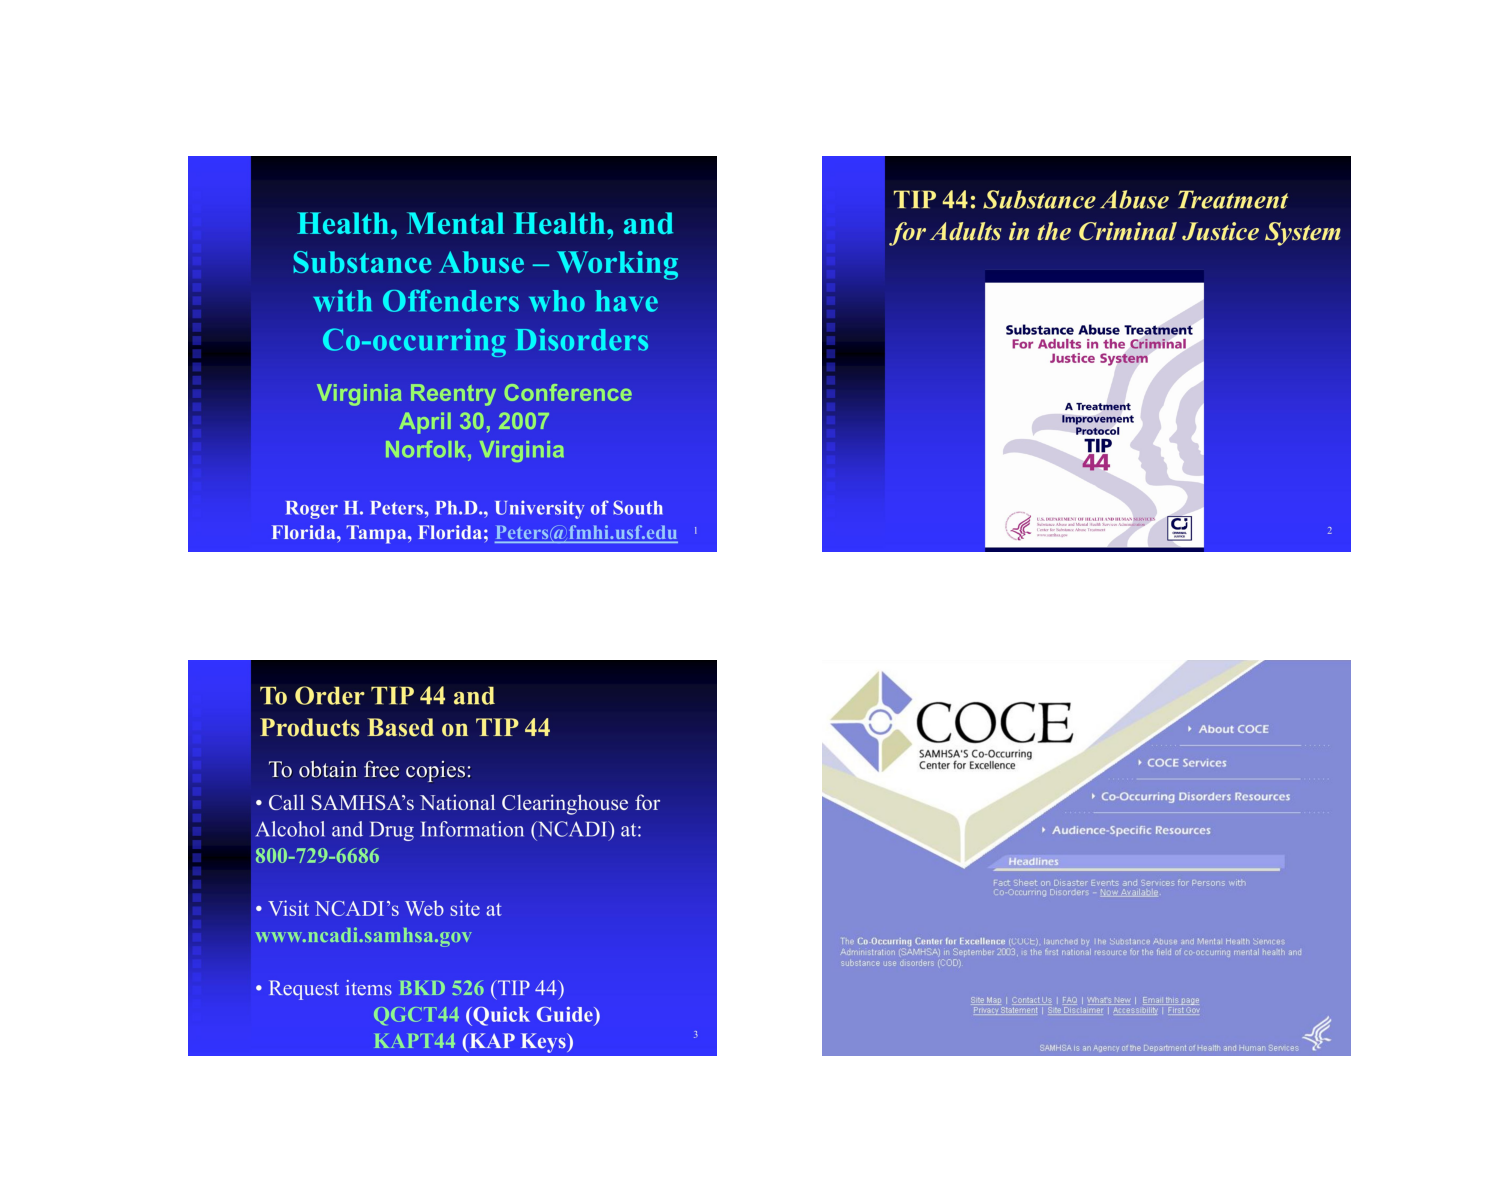 Health, Mental Health, and
Substance Abuse – Working
with Offenders who have
Co-occurring Disorders
Virginia Reentry Conference
April 30, 2007
Norfolk, Virginia
Roger H. Peters, Ph.D., University of South
Florida, Tampa, Florida; Peters@fmhi.usf.edu
1
TIP 44: Substance Abuse Treatment
for Adults in the Criminal Justice System
Substance Abuse Treatment
For Adults in the Criminal
Justice System
A Treatment
Improvement
Protocol
TIP
44
U.S. DEPARTMENT OF HEALTH AND HUMAN SERVICES
Substance Abuse and Mental Health Services Administration
Center for Substance Abuse Treatment
www.samhsa.gov
CJ
CRIMINAL
JUSTICE
2
To Order TIP 44 and
Products Based on TIP 44
To obtain free copies:
• Call SAMHSA’s National Clearinghouse for
Alcohol and Drug Information (NCADI) at:
800-729-6686
• Visit NCADI’s Web site at
www.ncadi.samhsa.gov
• Request items BKD 526 (TIP 44)
QGCT44 (Quick Guide)
KAPT44 (KAP Keys)
3
COCE
SAMHSA'S Co-Occurring
Center for Excellence
About COCE
COCE Services
Co-Occurring Disorders Resources
Audience-Specific Resources
Headlines
Fact Sheet on Disaster Events and Services for Persons with
Co-Occurring Disorders – Now Available.
The Co-Occurring Center for Excellence (COCE), launched by The Substance Abuse and Mental Health Services
Administration (SAMHSA) in September 2003, is the first national resource for the field of co-occurring mental health and
substance use disorders (COD).
Site Map | Contact Us | FAQ | What's New | Email this page
Privacy Statement | Site Disclaimer | Accessibility | First Gov
SAMHSA is an Agency of the Department of Health and Human Services